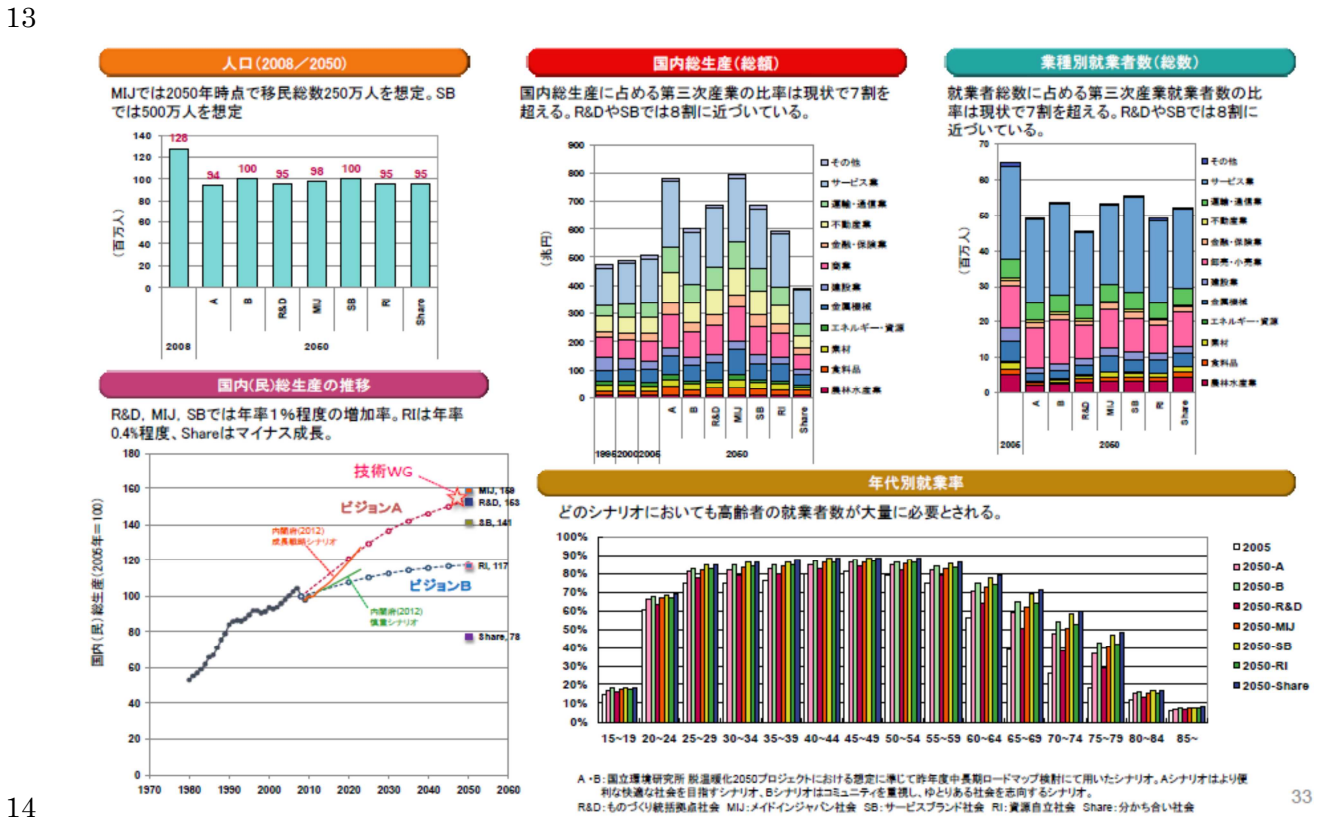 13
人口(2008／2050)
MIJでは2050年時点で移民総数250万人を想定。SB
では500万人を想定
140
120
100
80
60
40
20
0
(百万人)
128
94
100
95
98
100
95
95
A
B
R&D
MIJ
SB
RI
Share
2008
2050
国内(民)総生産の推移
R&D, MIJ, SBでは年率1%程度の増加率。RIは年率
0.4%程度、Shareはマイナス成長。
180
160
140
120
100
80
60
40
20
0
国内(民)総生産(2005年＝100)
技術WG
ビジョンA
内閣府(2012)
成長戦略シナリオ
ビジョンB
内閣府(2012)
慎重シナリオ
MIJ, 159
R&D, 153
SB, 141
RI, 117
Share, 78
1970 1980 1990 2000 2010 2020 2030 2040 2050 2060
国内総生産(総額)
国内総生産に占める第三次産業の比率は現状で7割を
超える。R&DやSBでは8割に近づいている。
900
800
700
600
500
400
300
200
100
0
(兆円)
A
B
R&D
MIJ
SB
RI
Share
1995 2000 2005
2050
その他
サービス業
運輸・通信業
不動産業
金融・保険業
商業
建設業
金属機械
エネルギー・資源
素材
食料品
農林水産業
業種別就業者数(総数)
就業者総数に占める第三次産業就業者数の比
率は現状で7割を超える。R&DやSBでは8割に
近づいている。
70
60
50
40
30
20
10
0
(百万人)
A
B
R&D
MIJ
SB
RI
Share
2005
2050
その他
サービス業
運輸・通信業
不動産業
金融・保険業
卸売・小売業
建設業
金属機械
エネルギー・資源
素材
食料品
農林水産業
年代別就業率
どのシナリオにおいても高齢者の就業者数が大量に必要とされる。
100%
90%
80%
70%
60%
50%
40%
30%
20%
10%
0%
15~19 20~24 25~29 30~34 35~39 40~44 45~49 50~54 55~59 60~64 65~69 70~74 75~79 80~84 85~
2005
2050-A
2050-B
2050-R&D
2050-MIJ
2050-SB
2050-RI
2050-Share
A・B：国立環境研究所 脱温暖化2050プロジェクトにおける想定に準じて昨年度中長期ロードマップ検討にて用いたシナリオ。Aシナリオはより便
利な快適な社会を目指すシナリオ、Bシナリオはコミュニティを重視し、ゆとりある社会を志向するシナリオ。
R&D：ものづくり統括拠点社会 MIJ：メイドインジャパン社会 SB：サービスブランド社会 RI：資源自立社会 Share：分かち合い社会
33
14